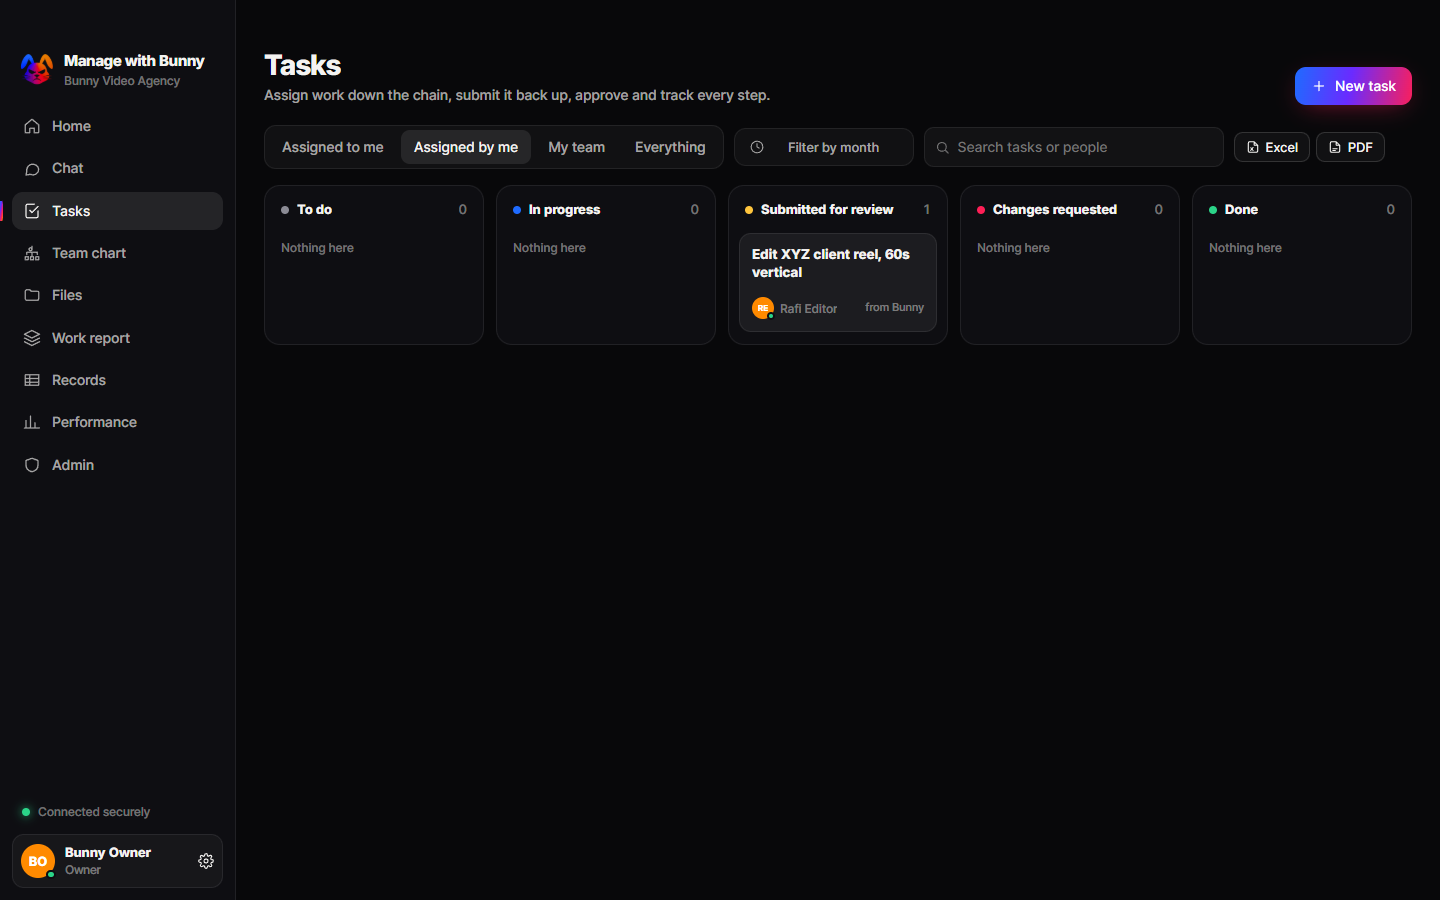 Manage with Bunny
Bunny Video Agency
Home
Chat
Tasks
Team chart
Files
Work report
Records
Performance
Admin
Connected securely
BO
Bunny Owner
Owner
Tasks
Assign work down the chain, submit it back up, approve and track every step.
+ New task
Assigned to me
Assigned by me
My team
Everything
Filter by month
Search tasks or people
Excel
PDF
To do 0
Nothing here
In progress 0
Nothing here
Submitted for review 1
Edit XYZ client reel, 60s
vertical
RE
Rafi Editor
from Bunny
Changes requested 0
Nothing here
Done 0
Nothing here